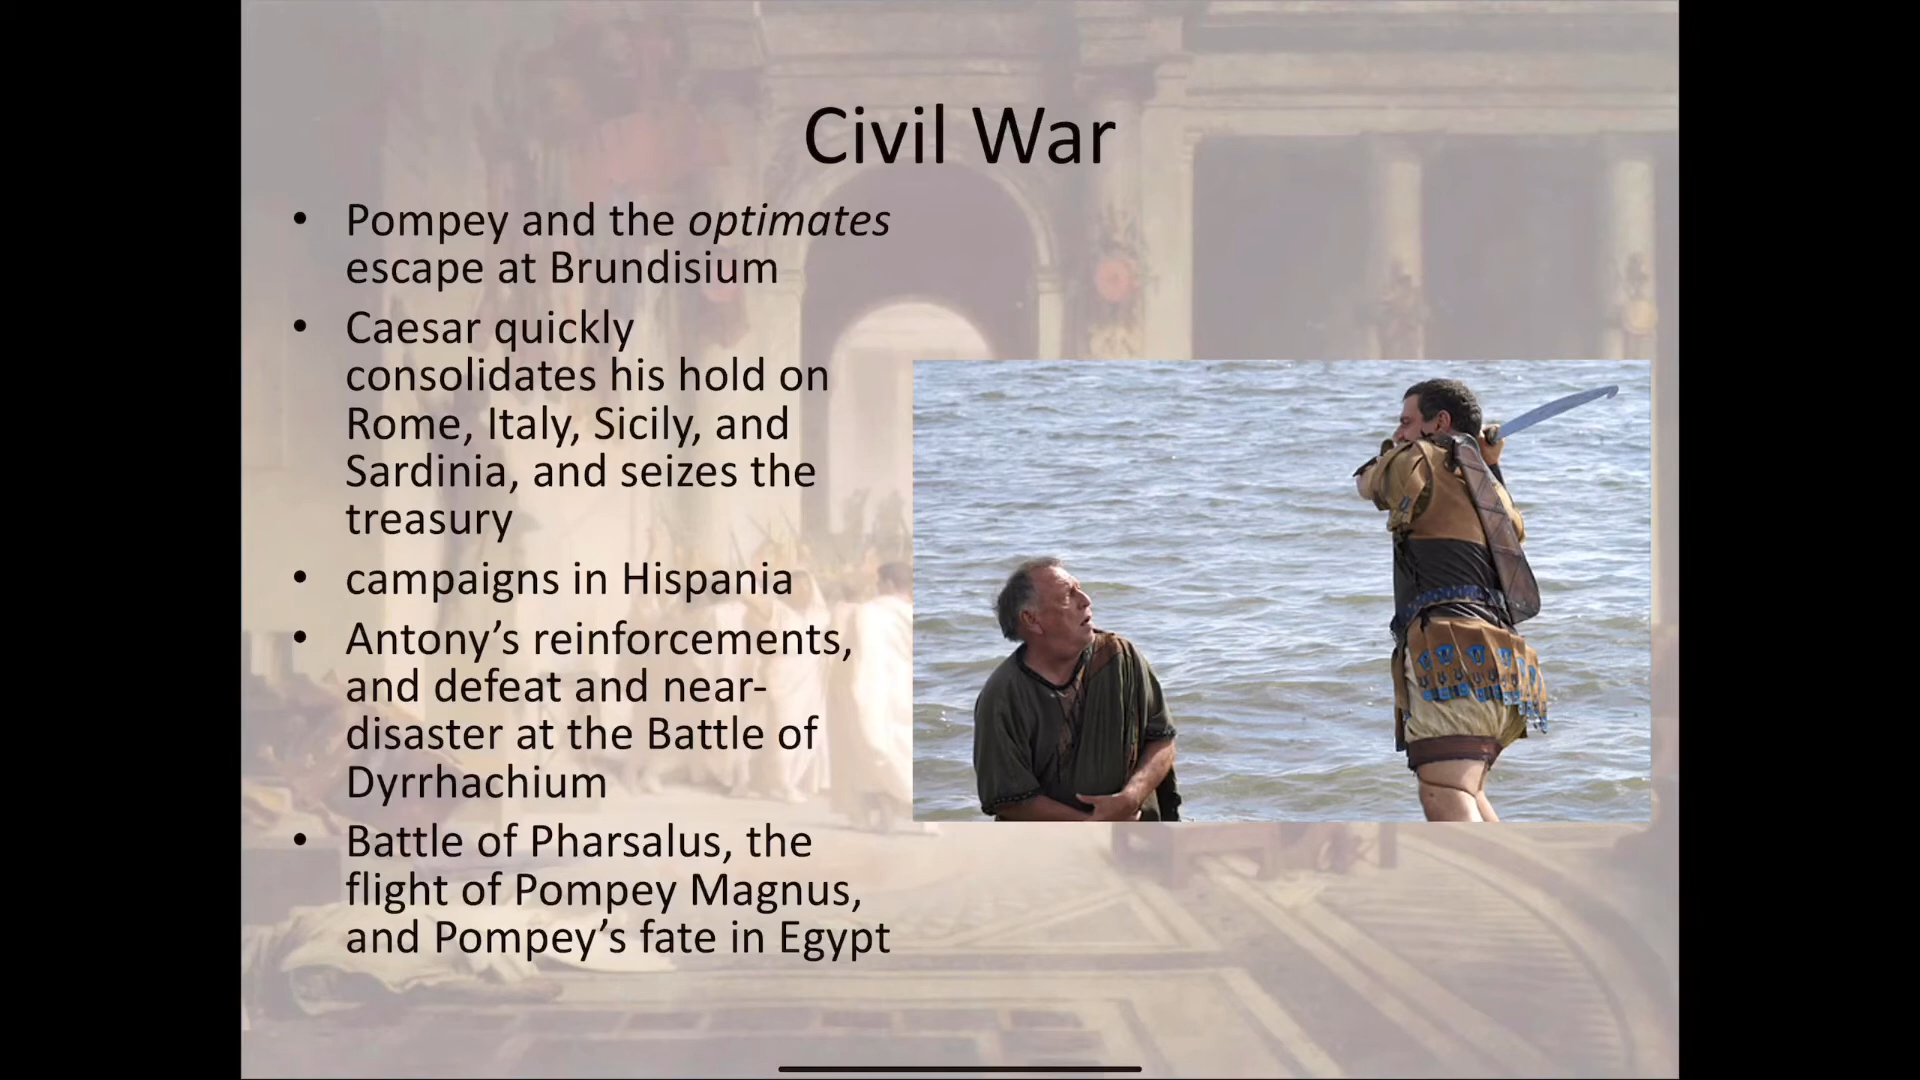 Civil War
• Pompey and the optimates
escape at Brundisium
• Caesar quickly
consolidates his hold on
Rome, Italy, Sicily, and
Sardinia, and seizes the
treasury
• campaigns in Hispania
• Antony’s reinforcements,
and defeat and near-
disaster at the Battle of
Dyrrhachium
• Battle of Pharsalus, the
flight of Pompey Magnus,
and Pompey’s fate in Egypt